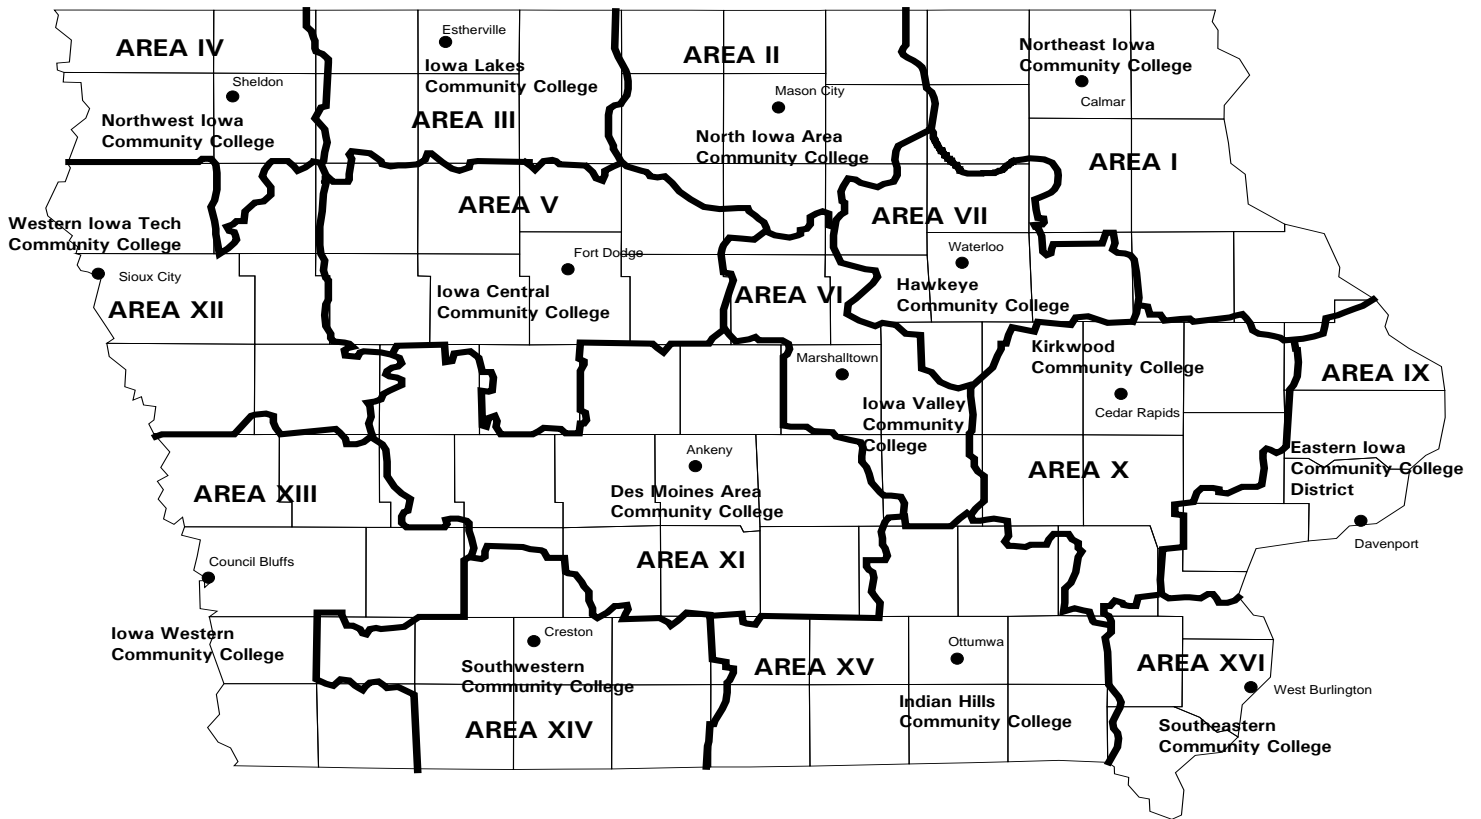 Estherville
AREA IV
AREA II
Northeast Iowa
Community College
Iowa Lakes
Community College
Sheldon
Mason City
Calmar
Northwest Iowa
Community College
AREA III
North Iowa Area
Community College
AREA I
AREA V
AREA VII
Western Iowa Tech
Community College
Waterloo
Fort Dodge
Sioux City
Hawkeye
Community College
Iowa Central
Community College
AREA VI
AREA XII
Kirkwood
Community College
Marshalltown
AREA IX
Iowa Valley
Community
College
Cedar Rapids
Eastern Iowa
Community College
District
Ankeny
AREA X
AREA XIII
Des Moines Area
Community College
Davenport
AREA XI
Council Bluffs
Iowa Western
Community College
Creston
Ottumwa
Southwestern
Community College
AREA XV
AREA XVI
West Burlington
Indian Hills
Community College
AREA XIV
Southeastern
Community College